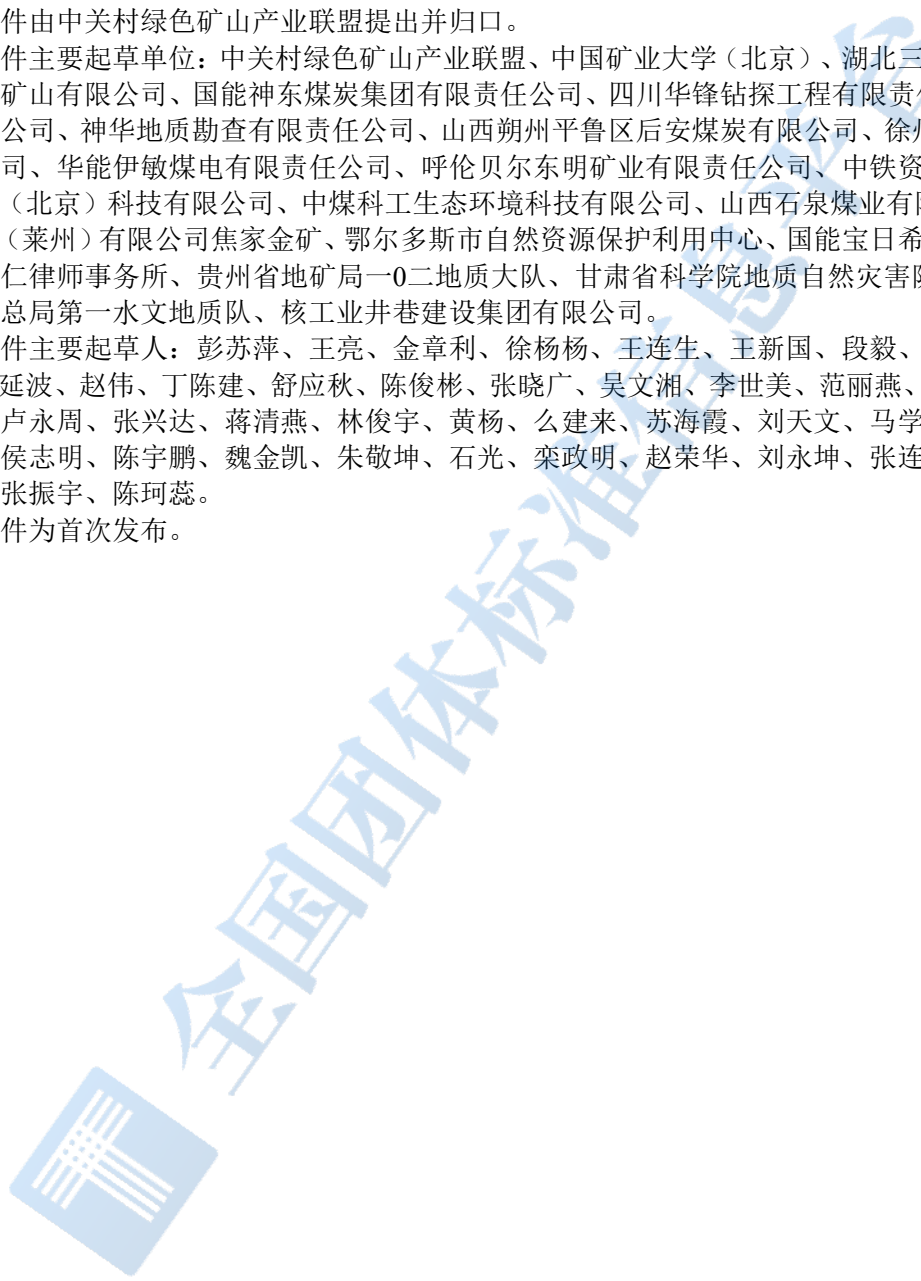 件由中关村绿色矿山产业联盟提出并归口。
件主要起草单位：中关村绿色矿山产业联盟、中国矿业大学（北京）、湖北三
矿山有限公司、国能神东煤炭集团有限责任公司、四川华锋钻探工程有限责任
公司、神华地质勘查有限责任公司、山西朔州平鲁区后安煤炭有限公司、徐州
司、华能伊敏煤电有限责任公司、呼伦贝尔东明矿业有限责任公司、中铁资
（北京）科技有限公司、中煤科工生态环境科技有限公司、山西石泉煤业有限
（莱州）有限公司焦家金矿、鄂尔多斯市自然资源保护利用中心、国能宝日希
仁律师事务所、贵州省地矿局一0二地质大队、甘肃省科学院地质自然灾害防
总局第一水文地质队、核工业井巷建设集团有限公司。
件主要起草人：彭苏萍、王亮、金章利、徐杨杨、王连生、王新国、段毅、
延波、赵伟、丁陈建、舒应秋、陈俊彬、张晓广、吴文湘、李世美、范丽燕、
卢永周、张兴达、蒋清燕、林俊宇、黄杨、么建来、苏海霞、刘天文、马学
侯志明、陈宇鹏、魏金凯、朱敬坤、石光、栾政明、赵荣华、刘永坤、张连
张振宇、陈珂蕊。
件为首次发布。
全国团体标准信息平台